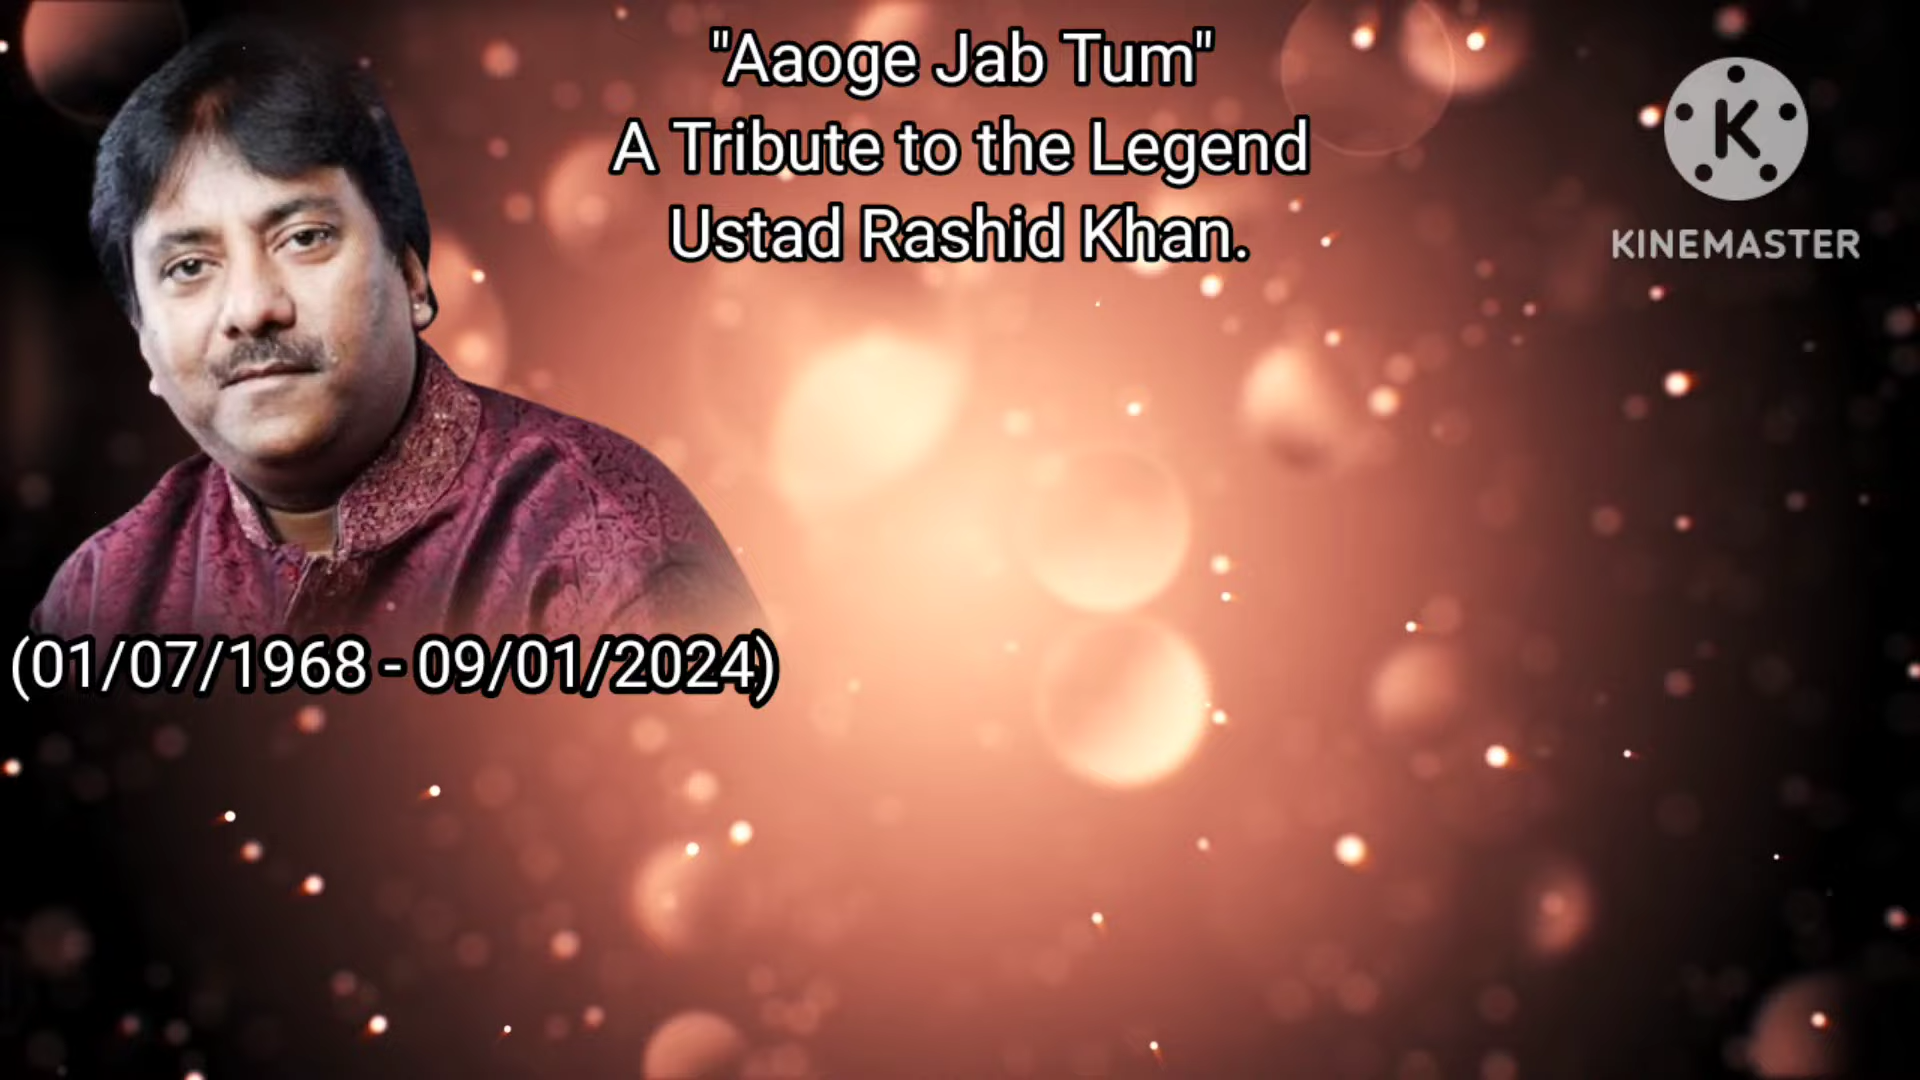 "Aaoge Jab Tum"
A Tribute to the Legend
Ustad Rashid Khan.
K
KINEMASTER
(01/07/1968 - 09/01/2024)